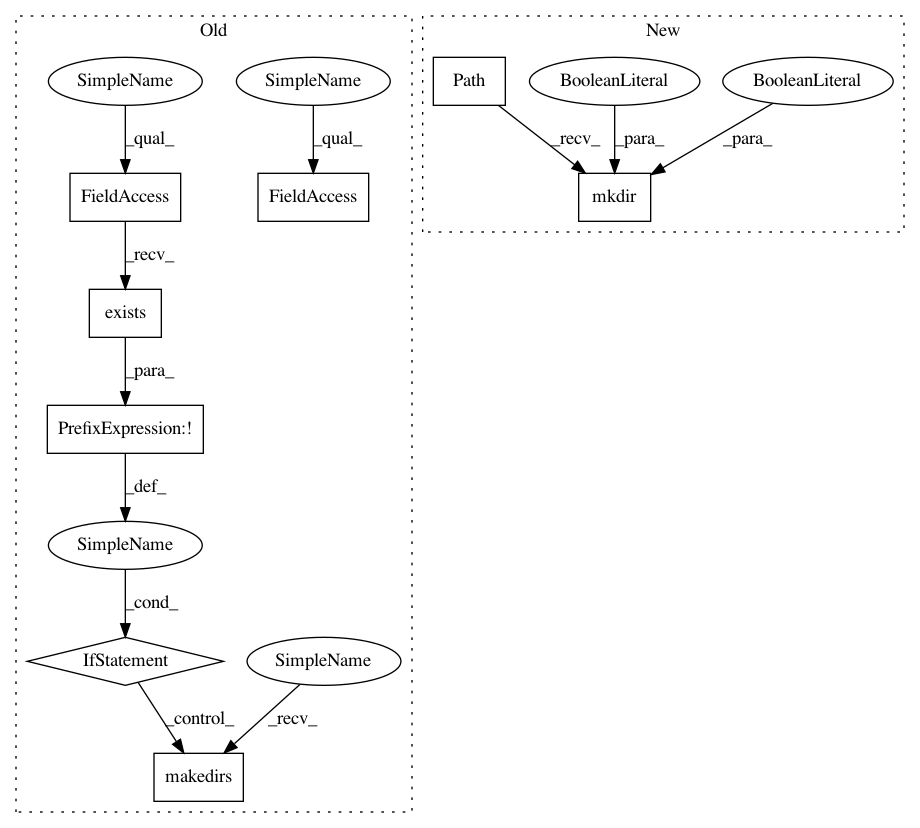 Old
New
SimpleName
SimpleName
Path
BooleanLiteral
BooleanLiteral
_qual_
_qual_
_recv_
_para_
_para_
FieldAccess
FieldAccess
mkdir
_recv_
exists
_para_
PrefixExpression:!
_def_
SimpleName
_cond_
IfStatement
SimpleName
_control_
_recv_
makedirs